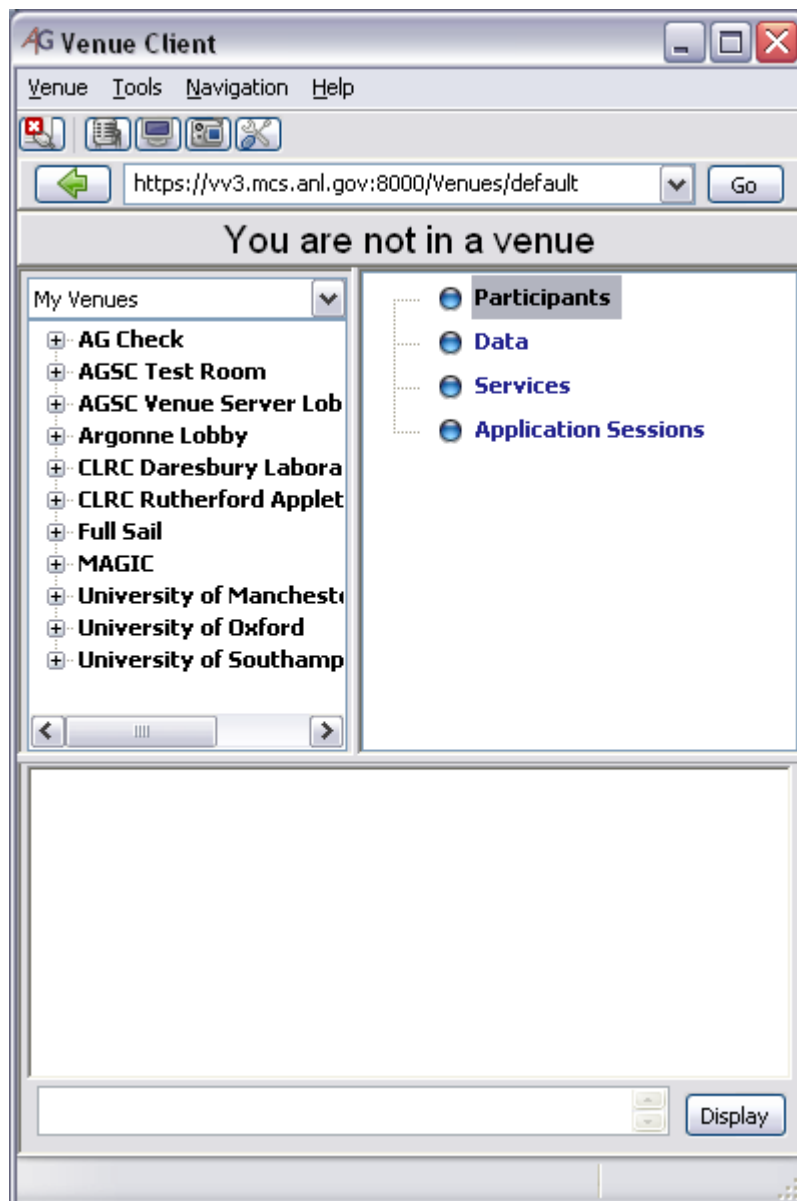 AG Venue Client
Venue Tools Navigation Help
https://vv3.mcs.anl.gov:8000/Venues/default Go
You are not in a venue
My Venues
AG Check
AGSC Test Room
AGSC Venue Server Lob
Argonne Lobby
CLRC Daresbury Labora
CLRC Rutherford Applet
Full Sail
MAGIC
University of Mancheste
University of Oxford
University of Southamp
Participants
Data
Services
Application Sessions
Display